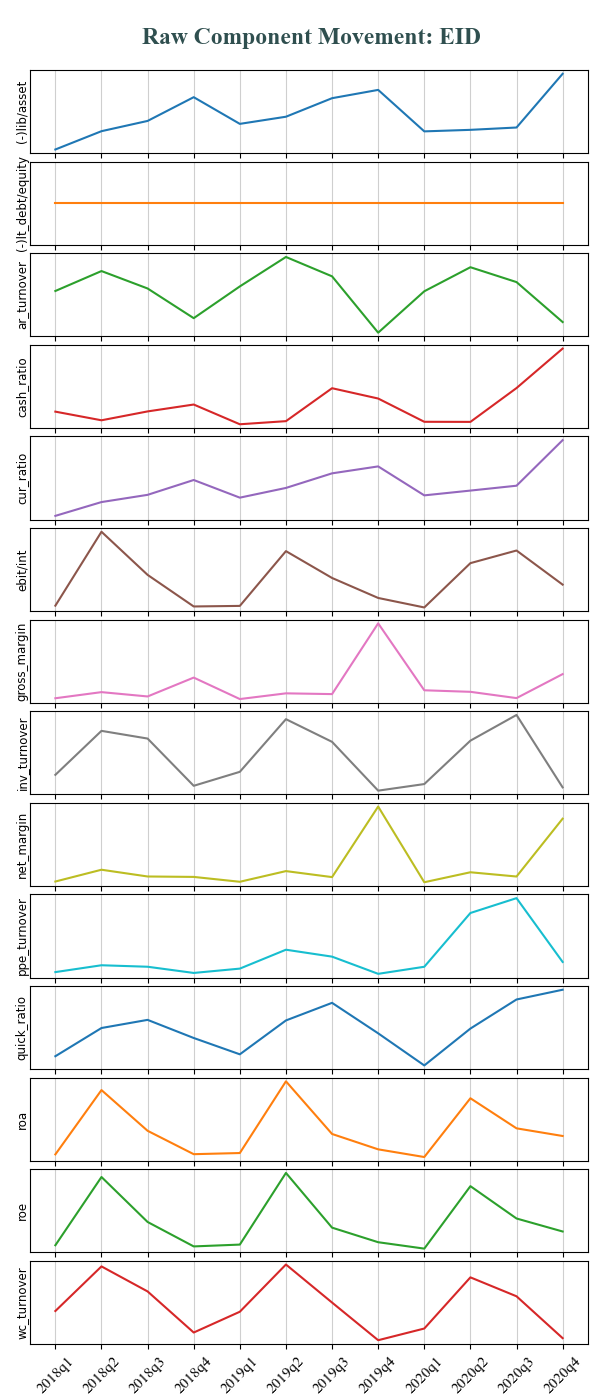 Raw Component Movement: EID
(-)lib/asset
(-)lt_debt/equity
ar_turnover
cash_ratio
cur_ratio
ebit/int
gross_margin
inv_turnover
net_margin
ppe_turnover
quick_ratio
roa
roe
wc_turnover
2018q1 2018q2 2018q3 2018q4 2019q1 2019q2 2019q3 2019q4 2020q1 2020q2 2020q3 2020q4